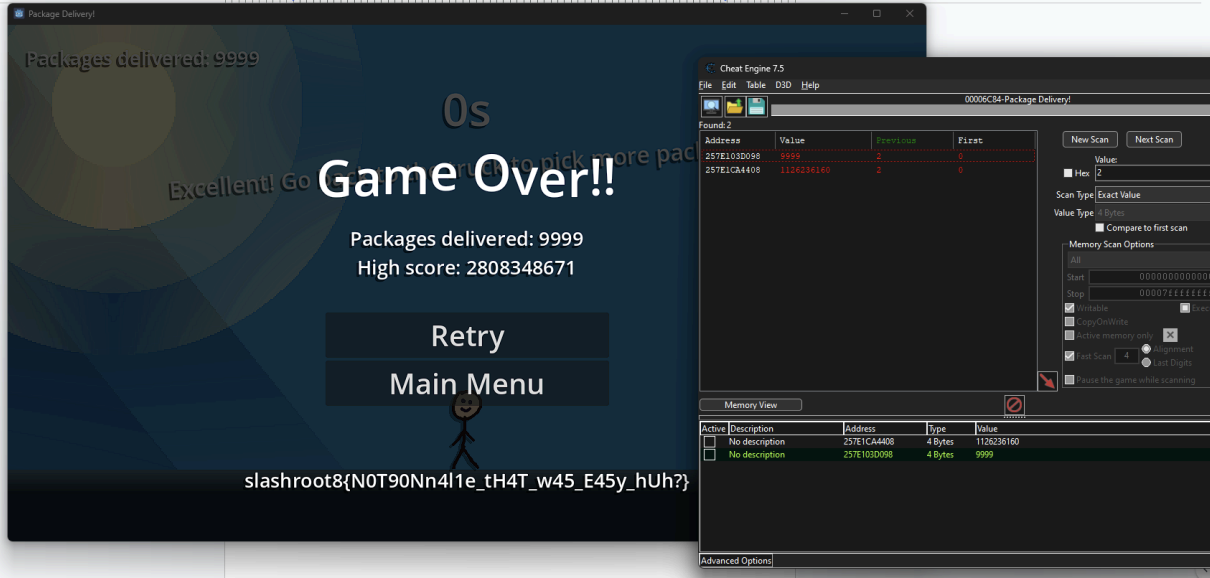 Package Delivery!
Packages delivered: 9999
0s
Excellent! Go back to the truck to pick more pac
Game Over!!
Packages delivered: 9999
High score: 2808348671
Retry
Main Menu
slashroot8{N0T90Nn4l1e_tH4T_w45_E45y_hUh?}
Cheat Engine 7.5
File Edit Table D3D Help
00006C84-Package Delivery!
Found: 2
Address Value Previous First
257E103D098 9999 2 0
257E1CA4408 1126236160 2 0
New Scan Next Scan
Value:
Hex 2
Scan Type Exact Value
Value Type 4 Bytes
Compare to first scan
Memory Scan Options
All
Start 0000000000000
Stop 00007fffffff
Writable Exec
CopyOnWrite
Active memory only
Fast Scan 4 Alignment
Last Digits
Pause the game while scanning
Memory View
Active Description Address Type Value
No description 257E1CA4408 4 Bytes 1126236160
No description 257E103D098 4 Bytes 9999
Advanced Options